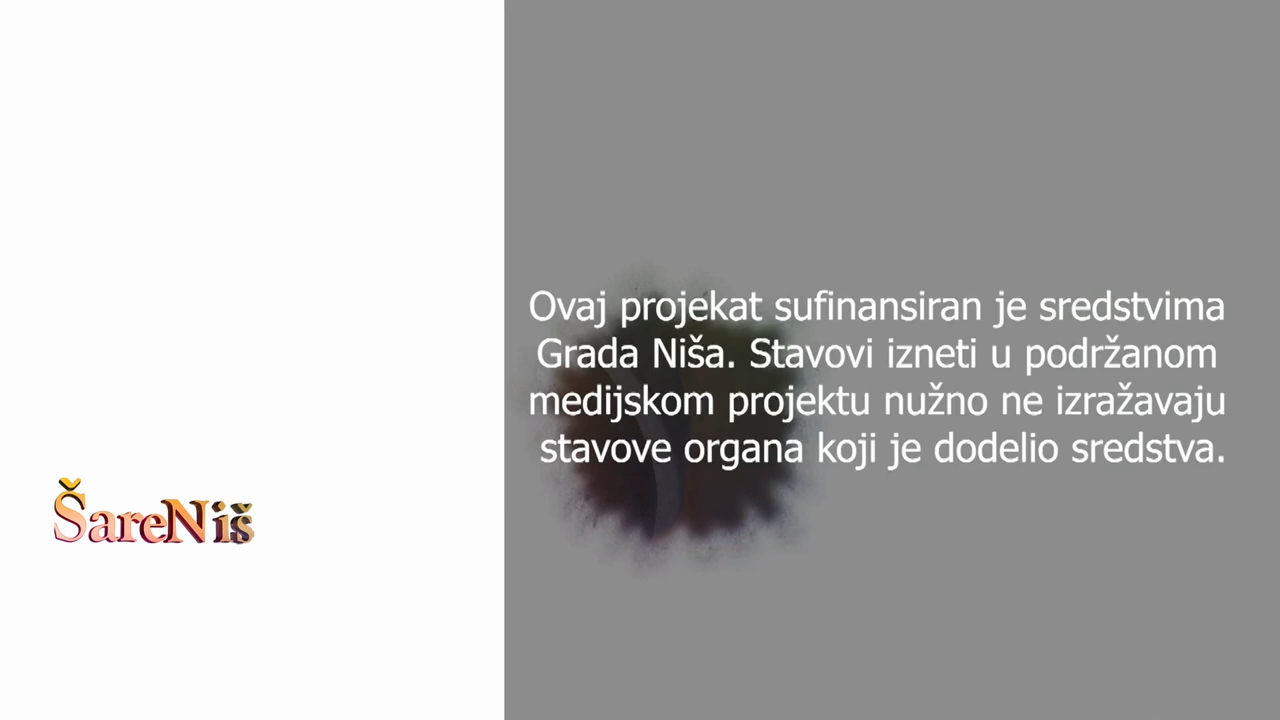 Ovaj projekat sufinansiran je sredstvima
Grada Niša. Stavovi izneti u podržanom
medijskom projektu nužno ne izražavaju
stavove organa koji je dodelio sredstva.
ŠareNiš